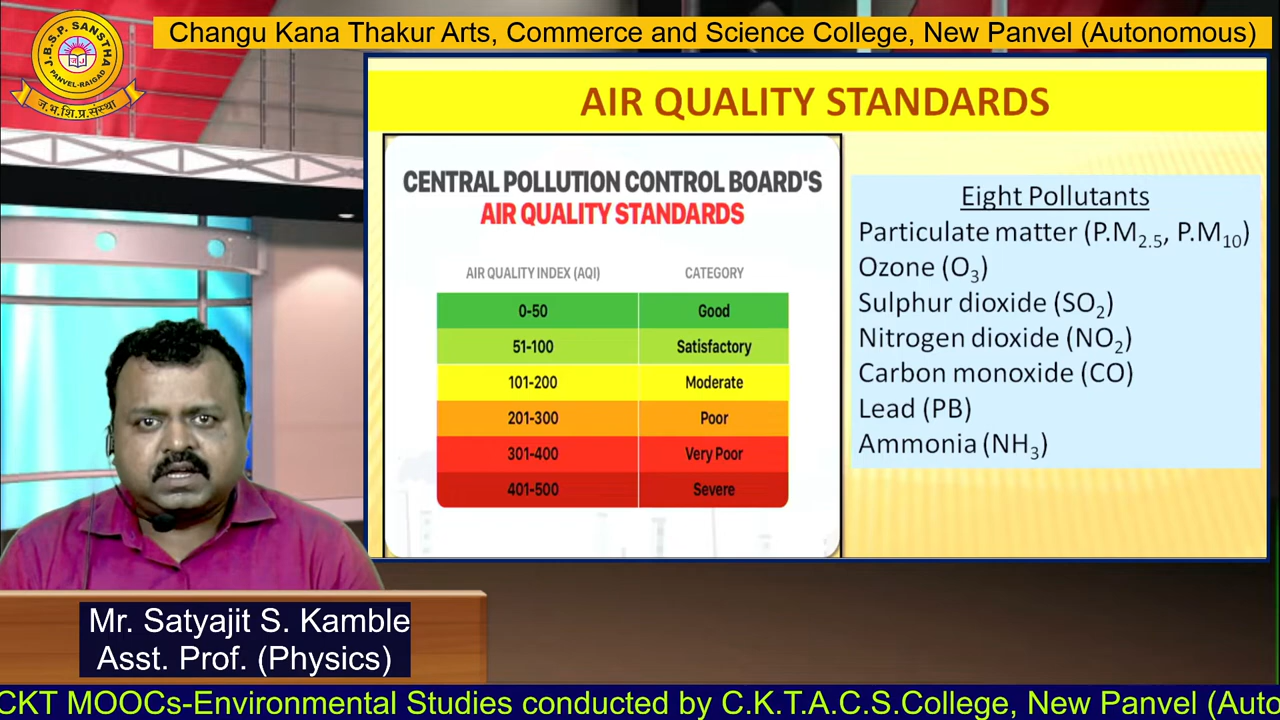 Changu Kana Thakur Arts, Commerce and Science College, New Panvel (Autonomous)
J.B.S.P. SANSTHA
PANVEL-RAIGAD
ज.भ.शि.प्र.संस्था
AIR QUALITY STANDARDS
CENTRAL POLLUTION CONTROL BOARD'S
AIR QUALITY STANDARDS
AIR QUALITY INDEX (AQI) CATEGORY
0-50 Good
51-100 Satisfactory
101-200 Moderate
201-300 Poor
301-400 Very Poor
401-500 Severe
Eight Pollutants
Particulate matter (P.M2.5, P.M10)
Ozone (O3)
Sulphur dioxide (SO2)
Nitrogen dioxide (NO2)
Carbon monoxide (CO)
Lead (PB)
Ammonia (NH3)
Mr. Satyajit S. Kamble
Asst. Prof. (Physics)
CKT MOOCs-Environmental Studies conducted by C.K.T.A.C.S.College, New Panvel (Auto